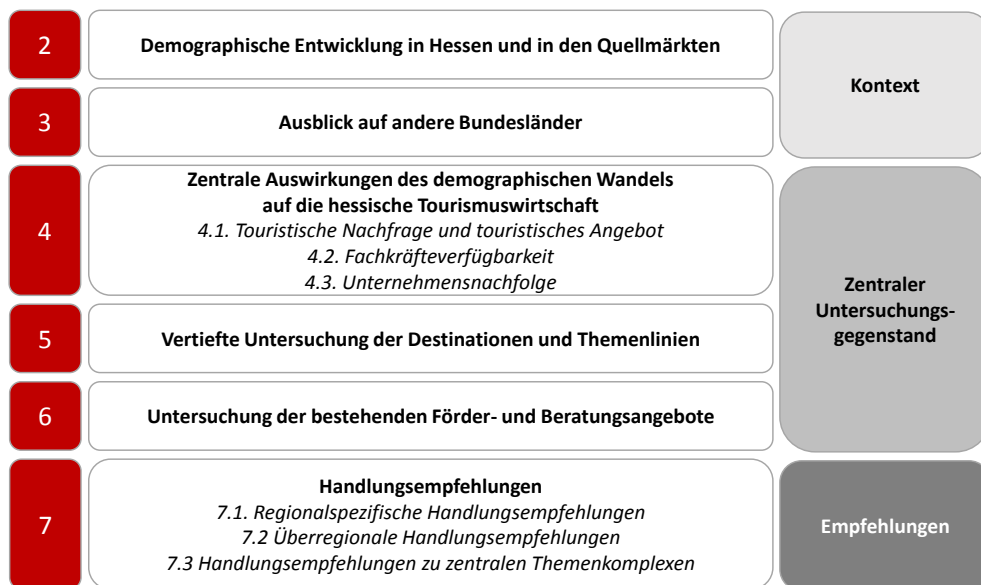 2
Demographische Entwicklung in Hessen und in den Quellmärkten
Kontext
3
Ausblick auf andere Bundesländer
4
Zentrale Auswirkungen des demographischen Wandels
auf die hessische Tourismuswirtschaft
4.1. Touristische Nachfrage und touristisches Angebot
4.2. Fachkräfteverfügbarkeit
4.3. Unternehmensnachfolge
Zentraler
Untersuchungs-
gegenstand
5
Vertiefte Untersuchung der Destinationen und Themenlinien
6
Untersuchung der bestehenden Förder- und Beratungsangebote
7
Handlungsempfehlungen
7.1. Regionalspezifische Handlungsempfehlungen
7.2 Überregionale Handlungsempfehlungen
7.3 Handlungsempfehlungen zu zentralen Themenkomplexen
Empfehlungen